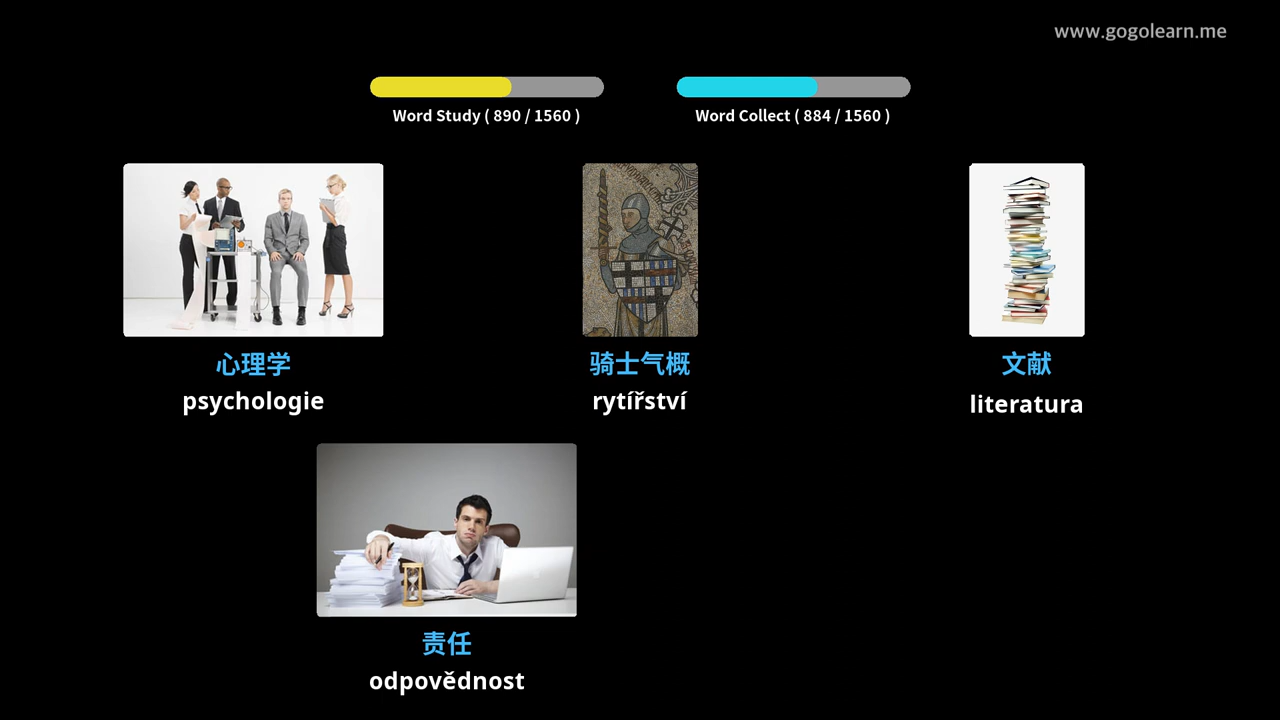 www.gogolearn.me
Word Study ( 890 / 1560 )
Word Collect ( 884 / 1560 )
心理学
psychologie
骑士气概
rytířství
文献
literatura
责任
odpovědnost